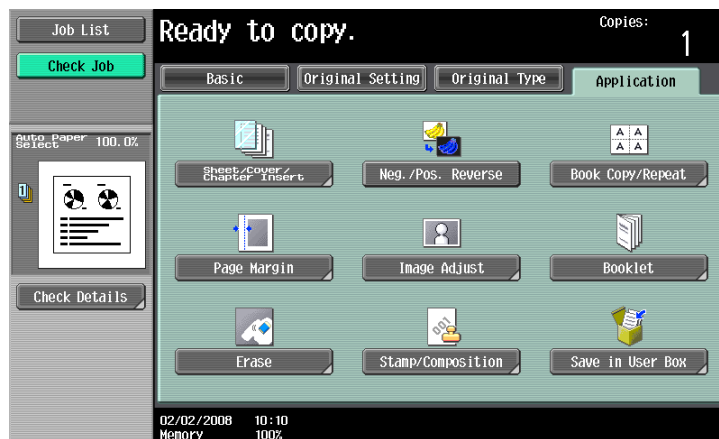 Job List
Ready to copy.
Copies:
1
Check Job
Basic
Original Setting
Original Type
Application
Auto Paper
Select
100.0%
Sheet/Cover/
Chapter Insert
Neg./Pos. Reverse
A A
A A
Book Copy/Repeat
Page Margin
Image Adjust
Booklet
Check Details
001
Erase
Stamp/Composition
Save in User Box
02/02/2008 10:10
Memory 100%